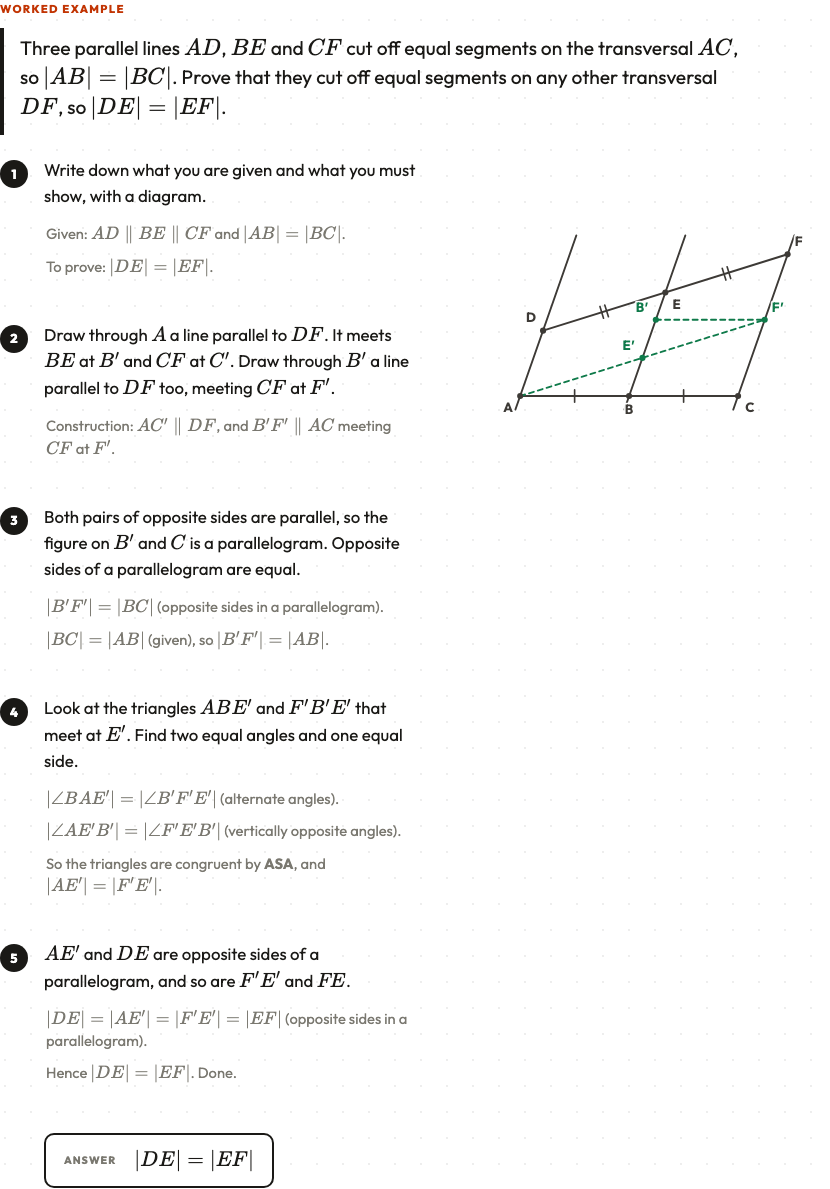 WORKED EXAMPLE
Three parallel lines AD, BE and CF cut off equal segments on the transversal AC,
so |AB| = |BC|. Prove that they cut off equal segments on any other transversal
DF, so |DE| = |EF|.
1
Write down what you are given and what you must
show, with a diagram.
Given: AD ∥ BE ∥ CF and |AB| = |BC|.
To prove: |DE| = |EF|.
2
Draw through A a line parallel to DF. It meets
BE at B′ and CF at C′. Draw through B′ a line
parallel to DF too, meeting CF at F′.
Construction: AC′ ∥ DF, and B′F′ ∥ AC meeting
CF at F′.
3
Both pairs of opposite sides are parallel, so the
figure on B′ and C is a parallelogram. Opposite
sides of a parallelogram are equal.
|B′F′| = |BC| (opposite sides in a parallelogram).
|BC| = |AB| (given), so |B′F′| = |AB|.
4
Look at the triangles ABE′ and F′B′E′ that
meet at E′. Find two equal angles and one equal
side.
|∠BAE′| = |∠B′F′E′| (alternate angles).
|∠AE′B′| = |∠F′E′B′| (vertically opposite angles).
So the triangles are congruent by ASA, and
|AE′| = |F′E′|.
5
AE′ and DE are opposite sides of a
parallelogram, and so are F′E′ and FE.
|DE| = |AE′| = |F′E′| = |EF| (opposite sides in a
parallelogram).
Hence |DE| = |EF|. Done.
ANSWER |DE| = |EF|
F
B′
E
F′
D
E′
A
B
C